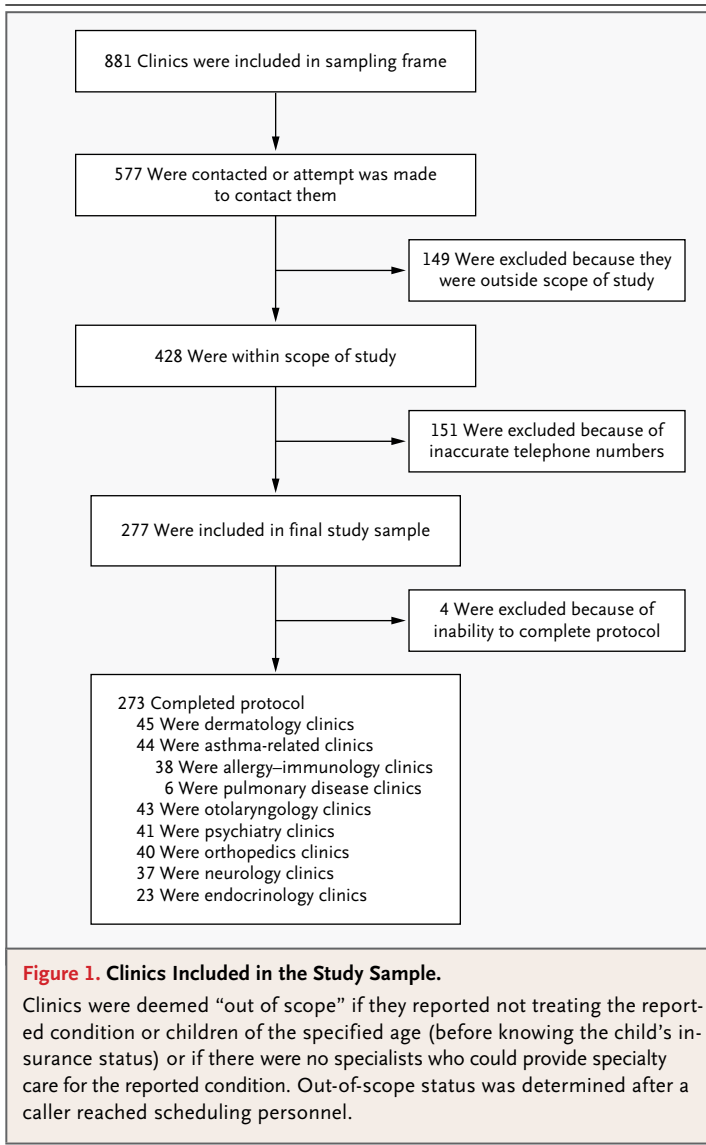 881 Clinics were included in sampling frame
577 Were contacted or attempt was made
to contact them
149 Were excluded because they
were outside scope of study
428 Were within scope of study
151 Were excluded because of
inaccurate telephone numbers
277 Were included in final study sample
4 Were excluded because of
inability to complete protocol
273 Completed protocol
45 Were dermatology clinics
44 Were asthma-related clinics
38 Were allergy–immunology clinics
6 Were pulmonary disease clinics
43 Were otolaryngology clinics
41 Were psychiatry clinics
40 Were orthopedics clinics
37 Were neurology clinics
23 Were endocrinology clinics
Figure 1. Clinics Included in the Study Sample.
Clinics were deemed “out of scope” if they reported not treating the report-
ed condition or children of the specified age (before knowing the child's in-
surance status) or if there were no specialists who could provide specialty
care for the reported condition. Out-of-scope status was determined after a
caller reached scheduling personnel.